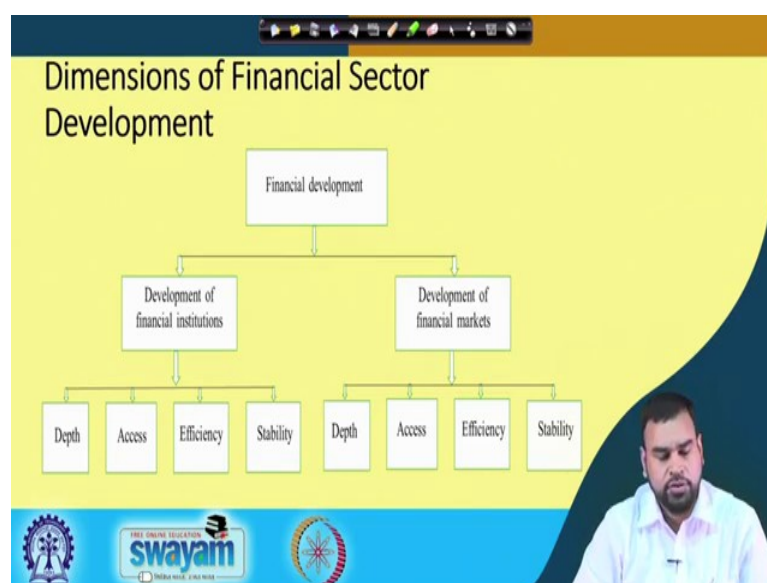 Dimensions of Financial Sector
Development
Financial development
Development of
financial institutions
Development of
financial markets
Depth
Access
Efficiency
Stability
Depth
Access
Efficiency
Stability
FREE ONLINE EDUCATION
swayam